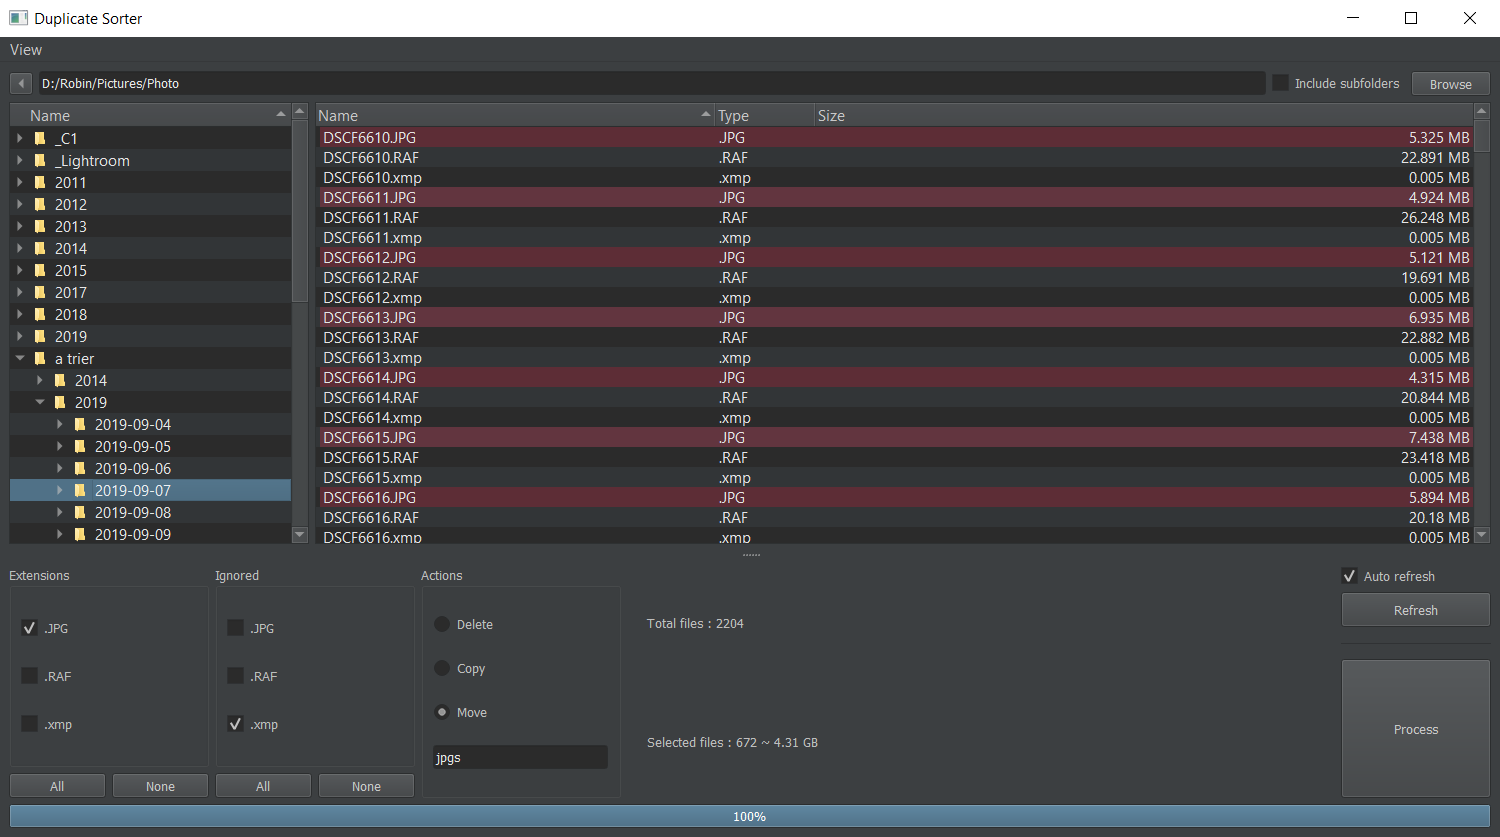 Duplicate Sorter
View
D:/Robin/Pictures/Photo
Include subfolders
Browse
Name
_C1
_Lightroom
2011
2012
2013
2014
2015
2017
2018
2019
a trier
2014
2019
2019-09-04
2019-09-05
2019-09-06
2019-09-07
2019-09-08
2019-09-09
Name Type Size
DSCF6610.JPG .JPG 5.325 MB
DSCF6610.RAF .RAF 22.891 MB
DSCF6610.xmp .xmp 0.005 MB
DSCF6611.JPG .JPG 4.924 MB
DSCF6611.RAF .RAF 26.248 MB
DSCF6611.xmp .xmp 0.005 MB
DSCF6612.JPG .JPG 5.121 MB
DSCF6612.RAF .RAF 19.691 MB
DSCF6612.xmp .xmp 0.005 MB
DSCF6613.JPG .JPG 6.935 MB
DSCF6613.RAF .RAF 22.882 MB
DSCF6613.xmp .xmp 0.005 MB
DSCF6614.JPG .JPG 4.315 MB
DSCF6614.RAF .RAF 20.844 MB
DSCF6614.xmp .xmp 0.005 MB
DSCF6615.JPG .JPG 7.438 MB
DSCF6615.RAF .RAF 23.418 MB
DSCF6615.xmp .xmp 0.005 MB
DSCF6616.JPG .JPG 5.894 MB
DSCF6616.RAF .RAF 20.18 MB
DSCF6616.xmp .xmp 0.005 MB
Extensions
.JPG
.RAF
.xmp
All None
Ignored
.JPG
.RAF
.xmp
All None
Actions
Delete
Copy
Move
jpgs
Total files : 2204
Selected files : 672 ~ 4.31 GB
Auto refresh
Refresh
Process
100%